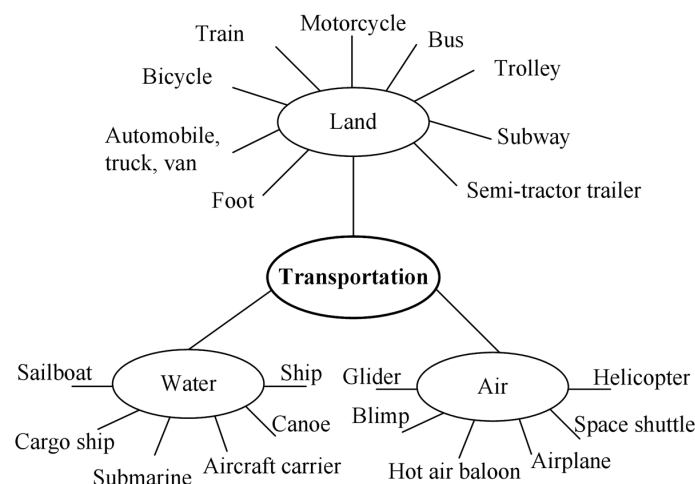 Motorcycle
Train
Bus
Bicycle
Trolley
Land
Automobile,
truck, van
Subway
Foot
Semi-tractor trailer
Transportation
Sailboat
Water
Ship
Cargo ship
Canoe
Submarine
Aircraft carrier
Glider
Air
Helicopter
Blimp
Space shuttle
Hot air baloon
Airplane